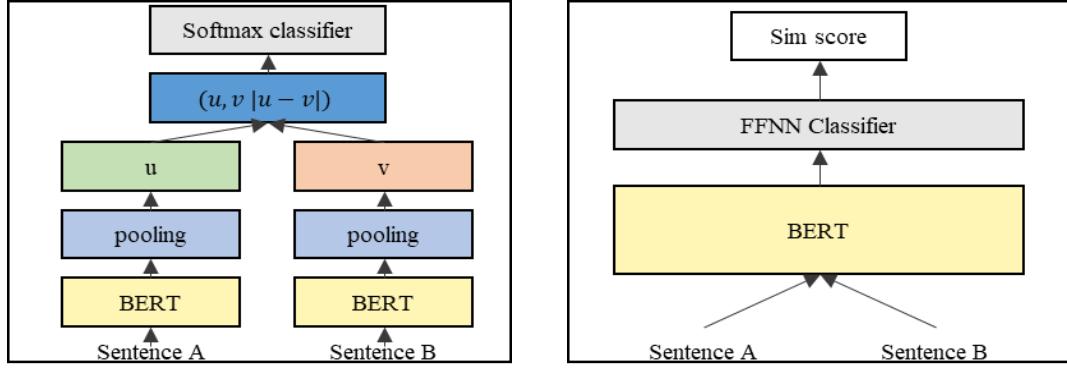 Softmax classifier
(u, v |u − v|)
u
v
pooling
pooling
BERT
BERT
Sentence A
Sentence B
Sim score
FFNN Classifier
BERT
Sentence A
Sentence B